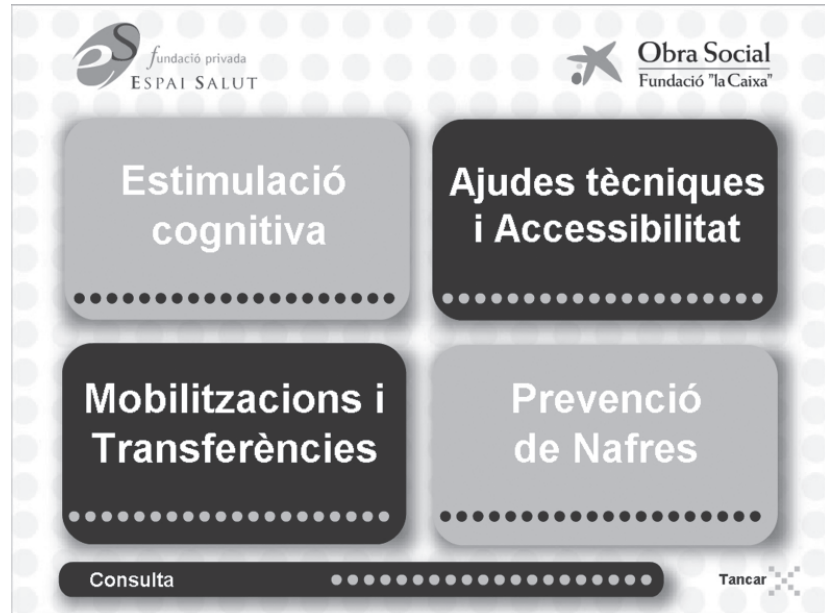 fundació privada
ESPAI SALUT
Obra Social
Fundació "la Caixa"
Estimulació
cognitiva
Ajudes tècniques
i Accessibilitat
Mobilitzacions i
Transferències
Prevenció
de Nafres
Consulta
Tancar